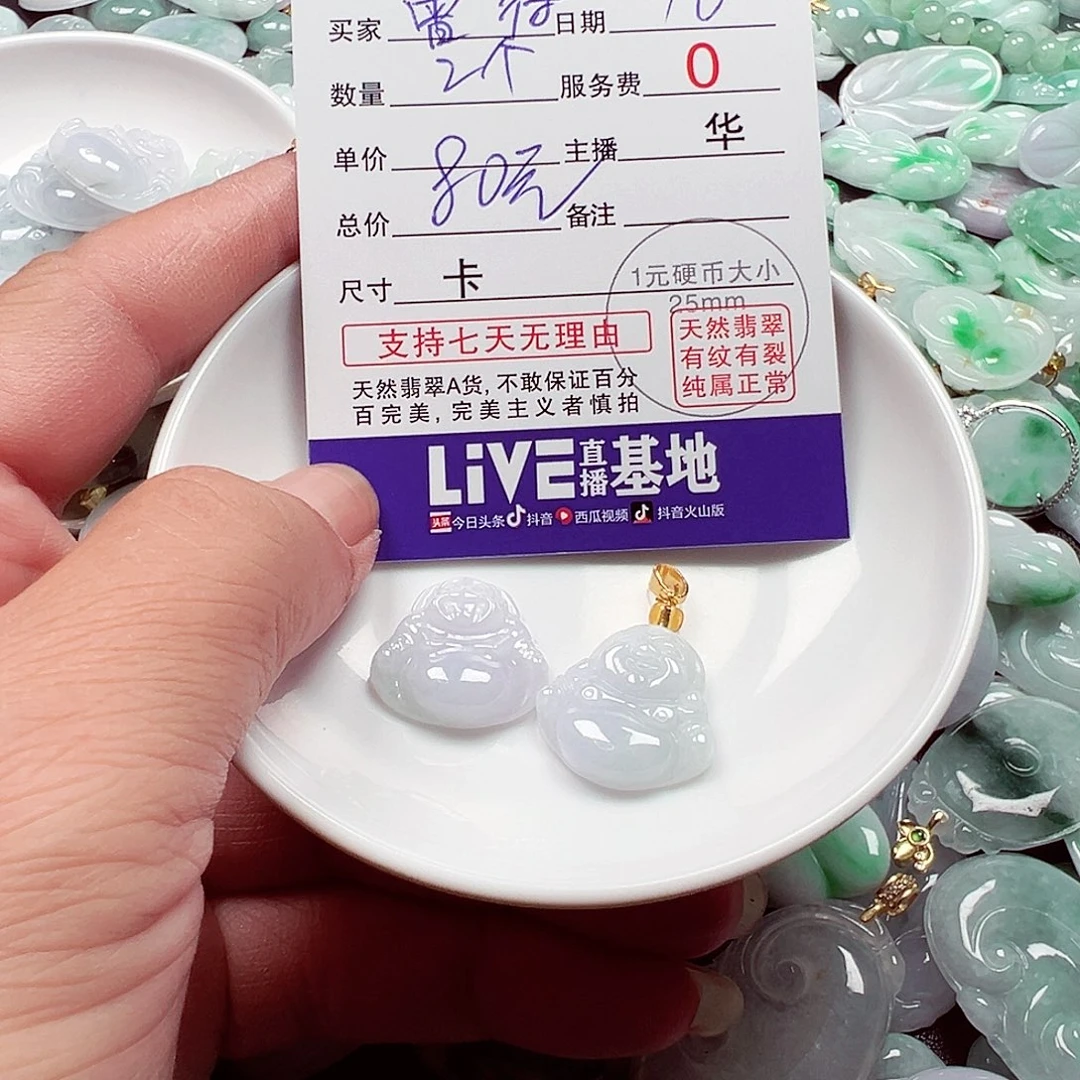 买家 雷 日期
数量 2个 服务费 0
单价 80元 主播 华
总价 备注
尺寸 卡 1元硬币大小
25mm
支持七天无理由
天然翡翠
有纹有裂
纯属正常
天然翡翠A货,不敢保证百分
百完美,完美主义者慎拍
LiVE直播基地
头条 今日头条 抖音 西瓜视频 抖音火山版